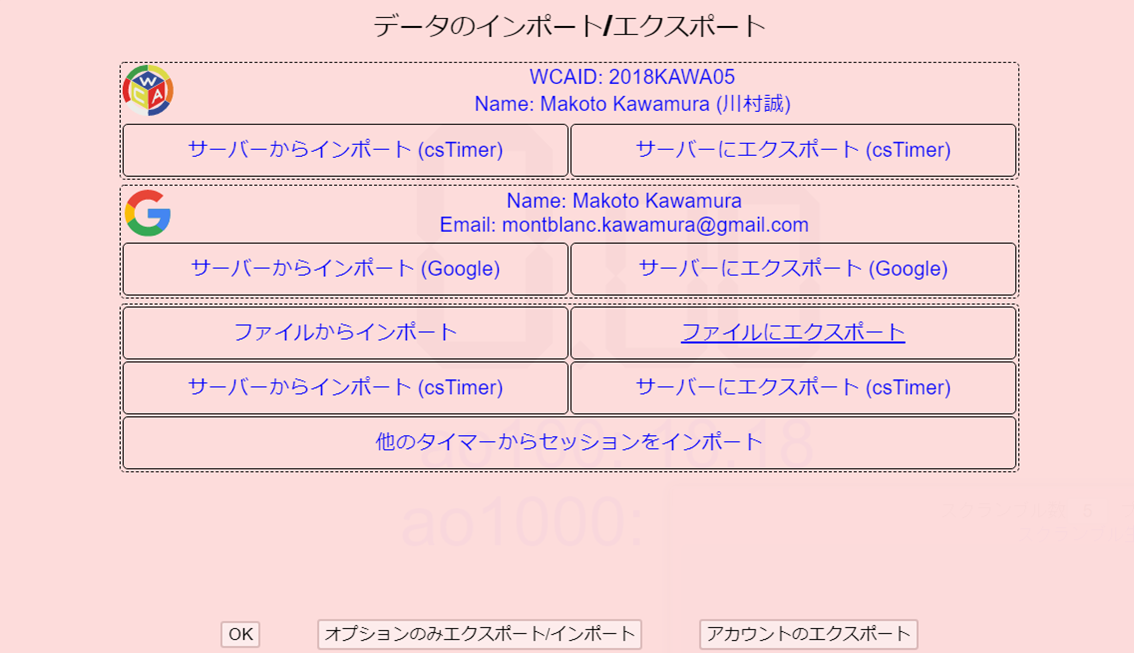 データのインポート/エクスポート
WCA
WCAID: 2018KAWA05
Name: Makoto Kawamura (川村誠)
サーバーからインポート (csTimer)
サーバーにエクスポート (csTimer)
Name: Makoto Kawamura
Email: montblanc.kawamura@gmail.com
サーバーからインポート (Google)
サーバーにエクスポート (Google)
ファイルからインポート
ファイルにエクスポート
サーバーからインポート (csTimer)
サーバーにエクスポート (csTimer)
他のタイマーからセッションをインポート
ao1000:
OK
オプションのみエクスポート/インポート
アカウントのエクスポート